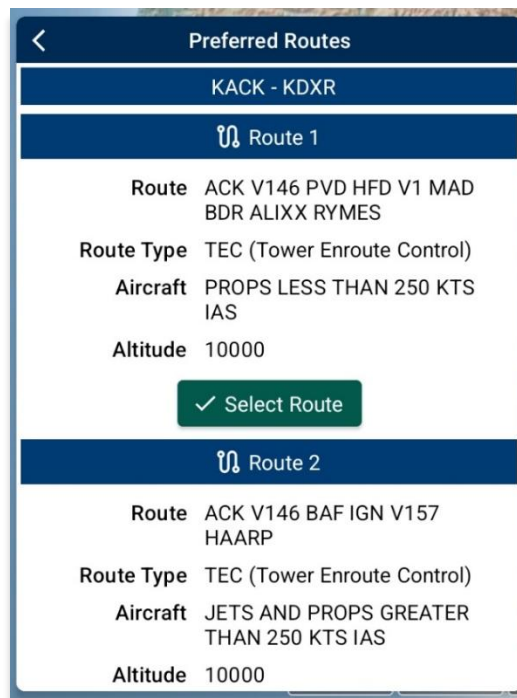 Preferred Routes
KACK - KDXR
Route 1
Route ACK V146 PVD HFD V1 MAD
BDR ALIXX RYMES
Route Type TEC (Tower Enroute Control)
Aircraft PROPS LESS THAN 250 KTS
IAS
Altitude 10000
Select Route
Route 2
Route ACK V146 BAF IGN V157
HAARP
Route Type TEC (Tower Enroute Control)
Aircraft JETS AND PROPS GREATER
THAN 250 KTS IAS
Altitude 10000